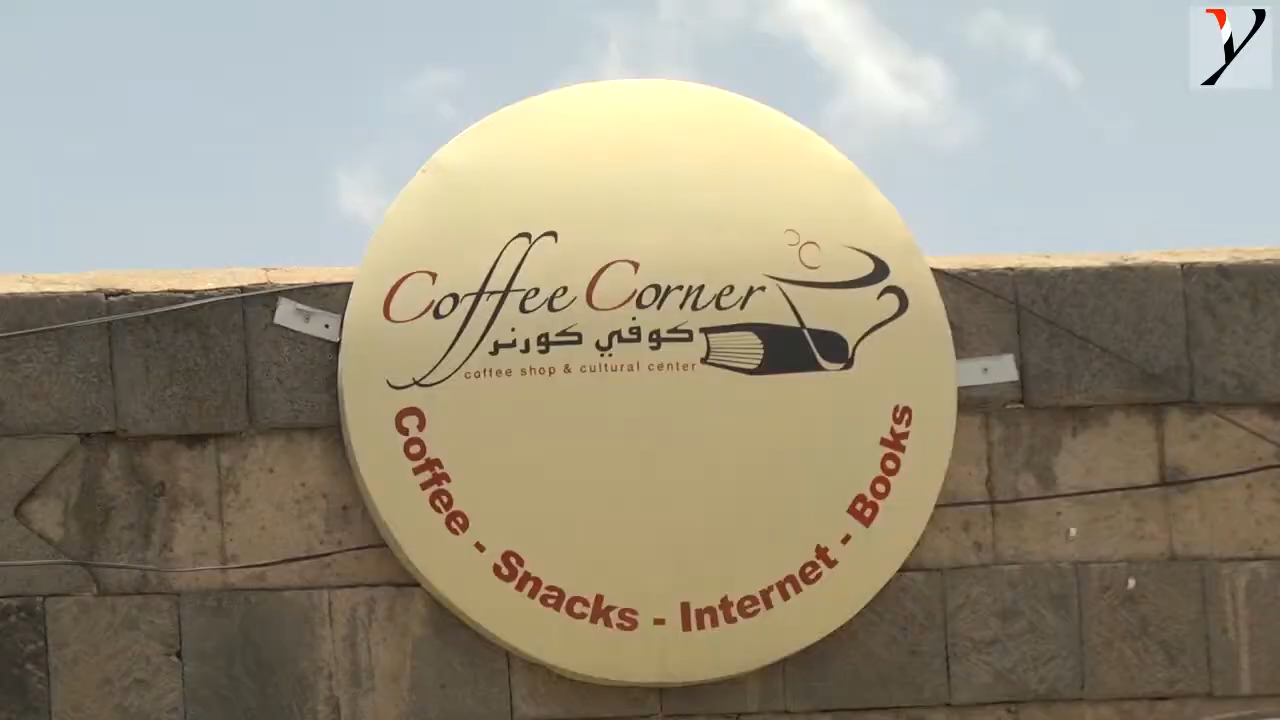 Coffee Corner
كوفي كورنر
coffee shop & cultural center
Coffee - Snacks - Internet - Books